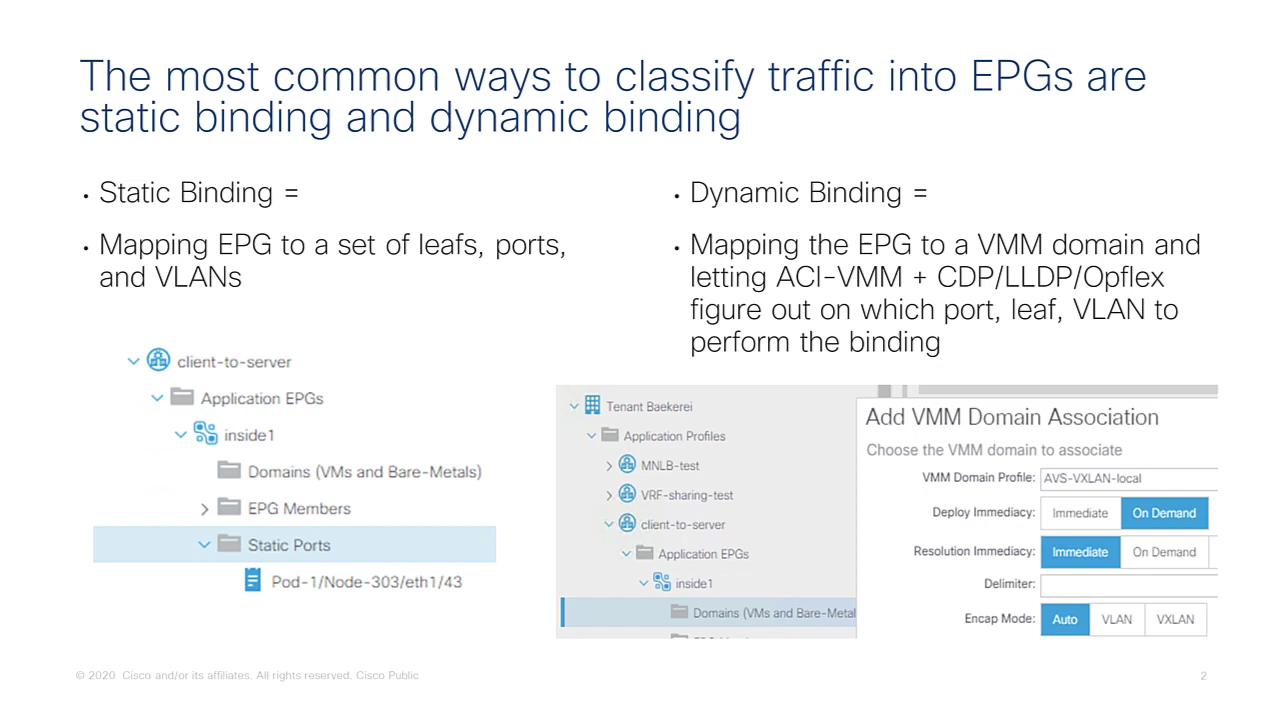 The most common ways to classify traffic into EPGs are
static binding and dynamic binding
• Static Binding =
• Mapping EPG to a set of leafs, ports,
and VLANs
client-to-server
Application EPGs
inside1
Domains (VMs and Bare-Metals)
EPG Members
Static Ports
Pod-1/Node-303/eth1/43
• Dynamic Binding =
• Mapping the EPG to a VMM domain and
letting ACI-VMM + CDP/LLDP/Opflex
figure out on which port, leaf, VLAN to
perform the binding
Tenant Baekerei
Application Profiles
MNLB-test
VRF-sharing-test
client-to-server
Application EPGs
inside1
Domains (VMs and Bare-Metal
Add VMM Domain Association
Choose the VMM domain to associate
VMM Domain Profile: AVS-VXLAN-local
Deploy Immediacy: Immediate On Demand
Resolution Immediacy: Immediate On Demand
Delimiter:
Encap Mode: Auto VLAN VXLAN
© 2020 Cisco and/or its affiliates. All rights reserved. Cisco Public
2